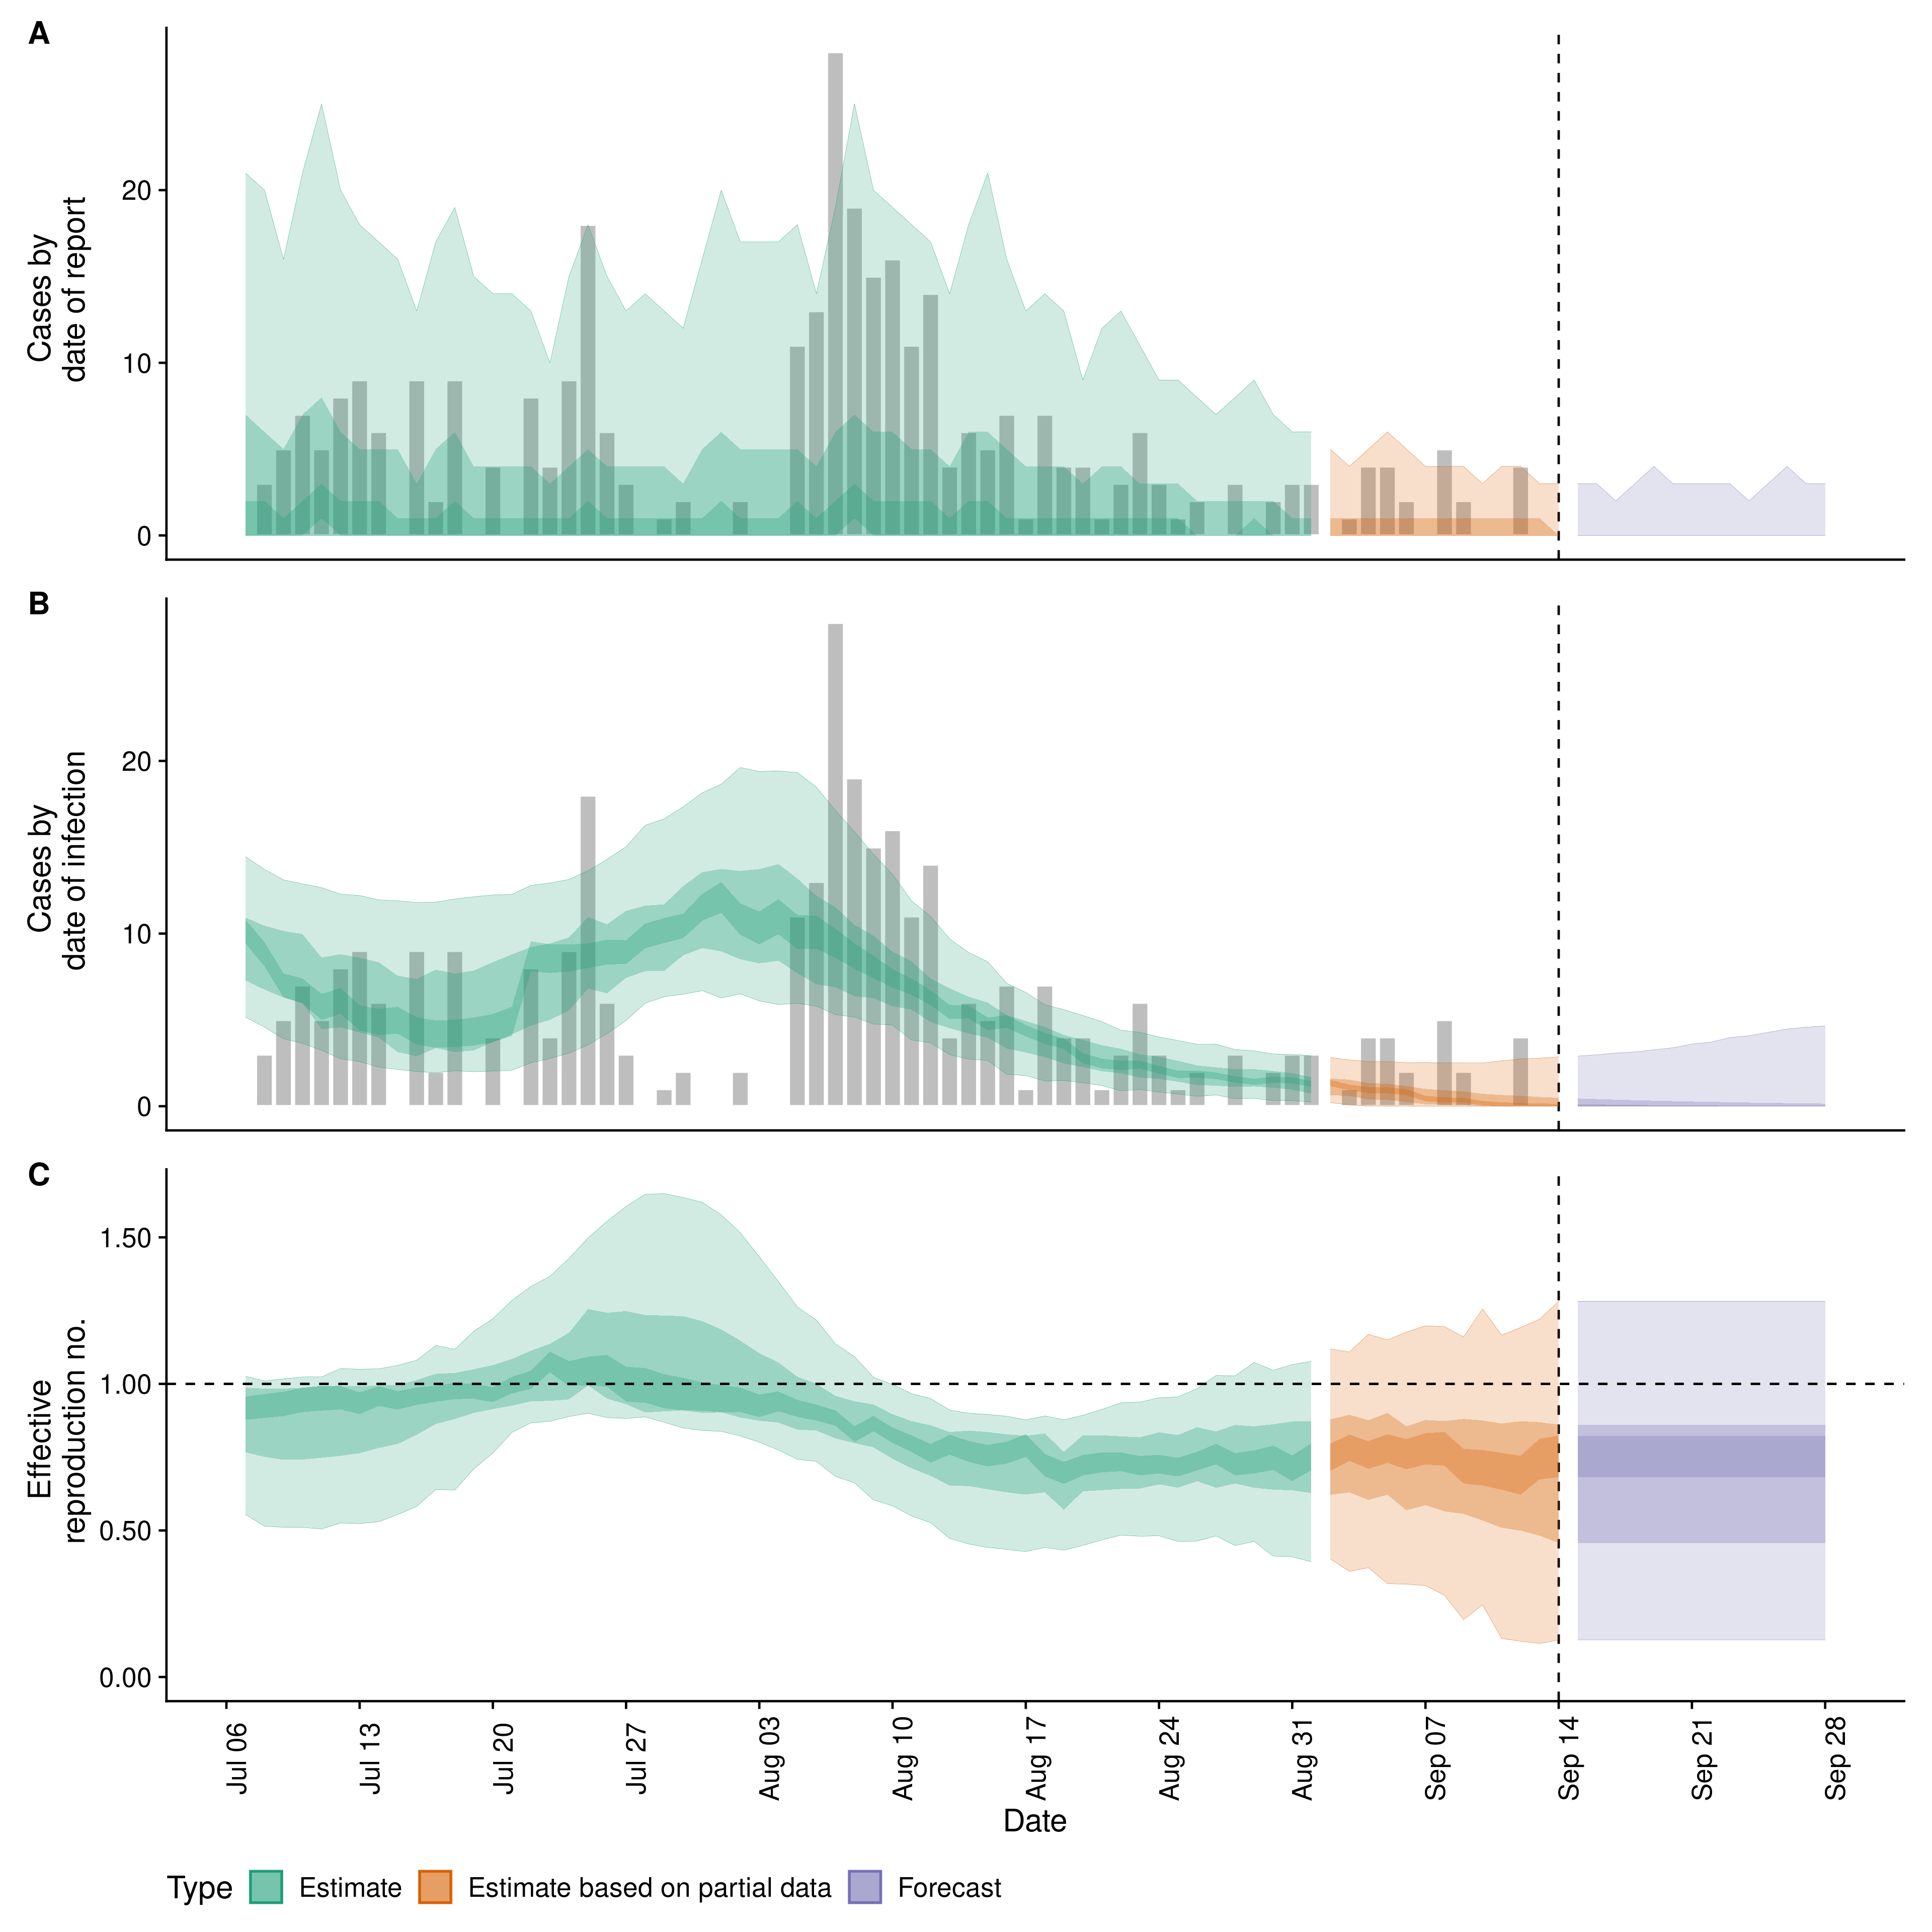 A
Cases by
date of report
20
10
0
B
Cases by
date of infection
20
10
0
C
Effective
reproduction no.
1.50
1.00
0.50
0.00
Jul 06
Jul 13
Jul 20
Jul 27
Aug 03
Aug 10
Aug 17
Aug 24
Aug 31
Sep 07
Sep 14
Sep 21
Sep 28
Date
Type Estimate Estimate based on partial data Forecast